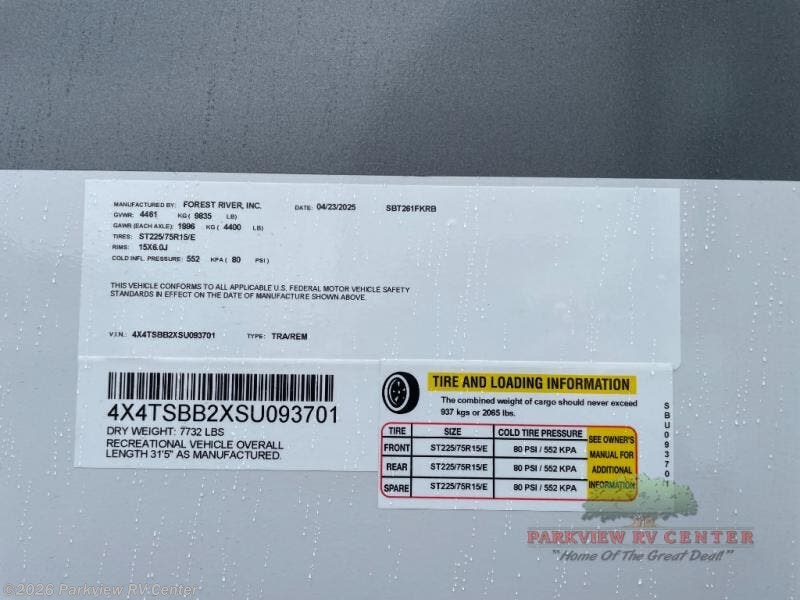 MANUFACTURED BY: FOREST RIVER, INC. DATE: 04/23/2025 SBT261FKRB
GVWR: 4461 KG ( 9835 LB)
GAWR (EACH AXLE): 1996 KG ( 4400 LB)
TIRES: ST225/75R15/E
RIMS: 15X6.0J
COLD INFL. PRESSURE: 552 KPA ( 80 PSI)
THIS VEHICLE CONFORMS TO ALL APPLICABLE U.S. FEDERAL MOTOR VEHICLE SAFETY
STANDARDS IN EFFECT ON THE DATE OF MANUFACTURE SHOWN ABOVE.
V.I.N.: 4X4TSBB2XSU093701 TYPE: TRA/REM
4X4TSBB2XSU093701
DRY WEIGHT: 7732 LBS
RECREATIONAL VEHICLE OVERALL
LENGTH 31'5" AS MANUFACTURED.
TIRE AND LOADING INFORMATION
The combined weight of cargo should never exceed
937 kgs or 2065 lbs.
TIRE SIZE COLD TIRE PRESSURE
FRONT ST225/75R15/E 80 PSI / 552 KPA
REAR ST225/75R15/E 80 PSI / 552 KPA
SPARE ST225/75R15/E 80 PSI / 552 KPA
SEE OWNER'S
MANUAL FOR
ADDITIONAL
INFORMATION
SBU093701
PARKVIEW RV CENTER
"Home Of The Great Deal!"
©2026 Parkview RV Center